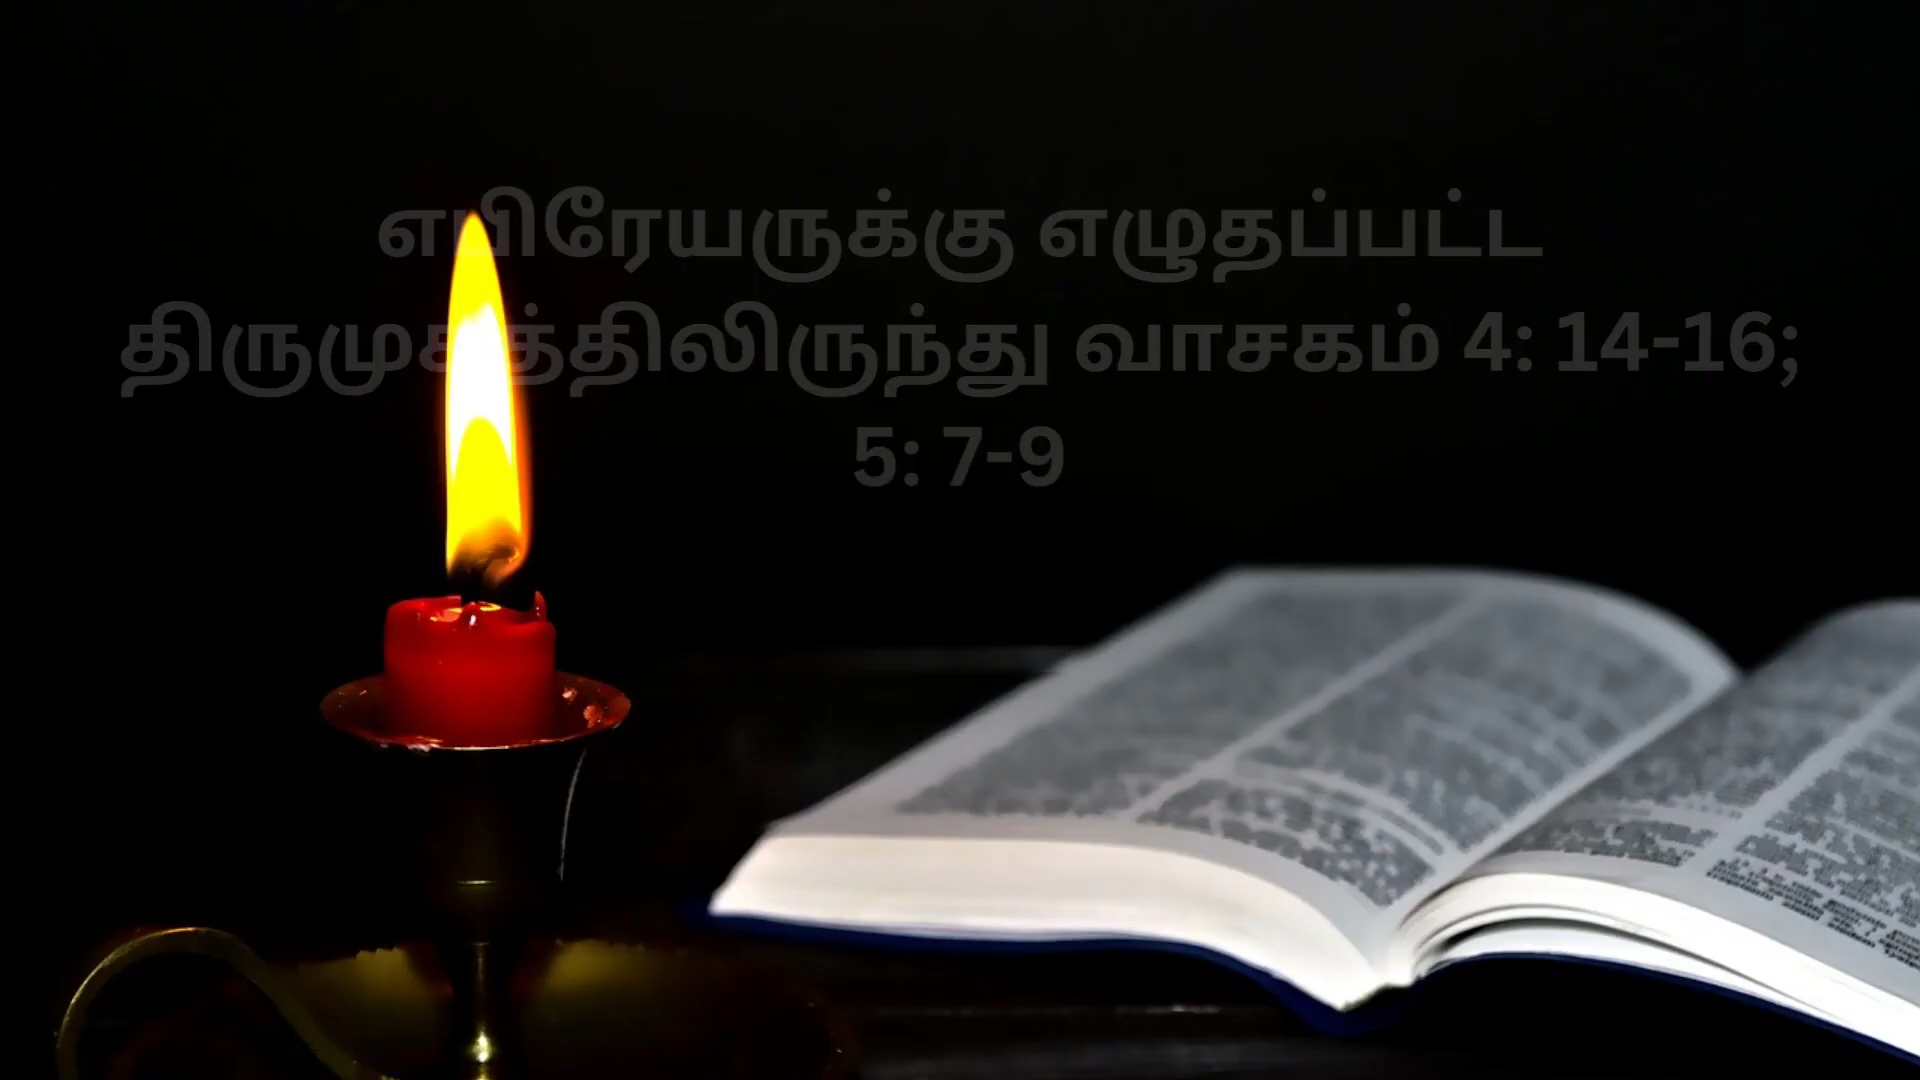 எபிரேயருக்கு எழுதப்பட்ட
திருமுகத்திலிருந்து வாசகம் 4: 14-16;
5: 7-9